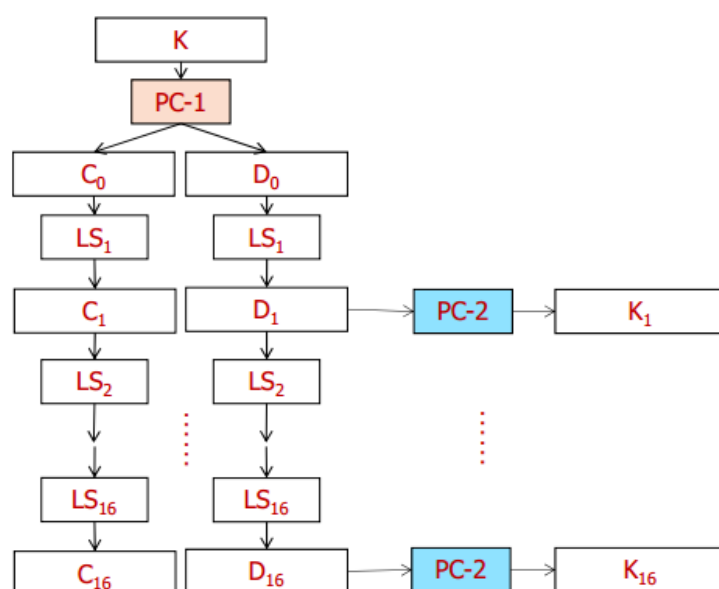 K
PC-1
C₀ D₀
LS₁ LS₁
C₁ D₁ PC-2 K₁
LS₂ LS₂
LS₁₆ LS₁₆
C₁₆ D₁₆ PC-2 K₁₆